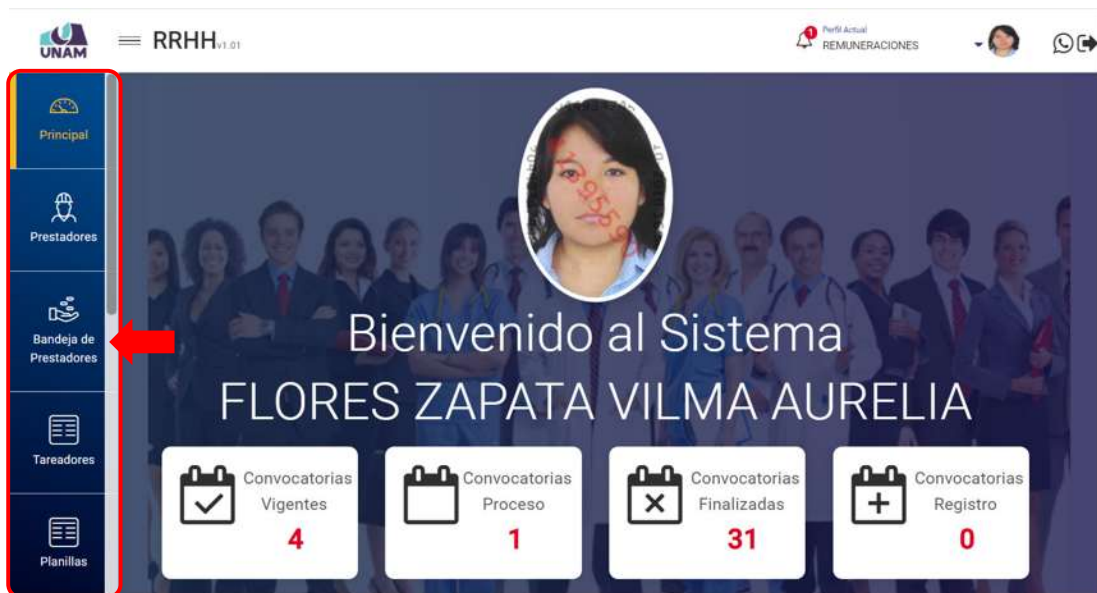 UNAM
RRHH v1.01
Perfil Actual
REMUNERACIONES
1
Principal
Prestadores
Bandeja de
Prestadores
Tareadores
Planillas
Bienvenido al Sistema
FLORES ZAPATA VILMA AURELIA
Convocatorias
Vigentes
4
Convocatorias
Proceso
1
Convocatorias
Finalizadas
31
Convocatorias
Registro
0